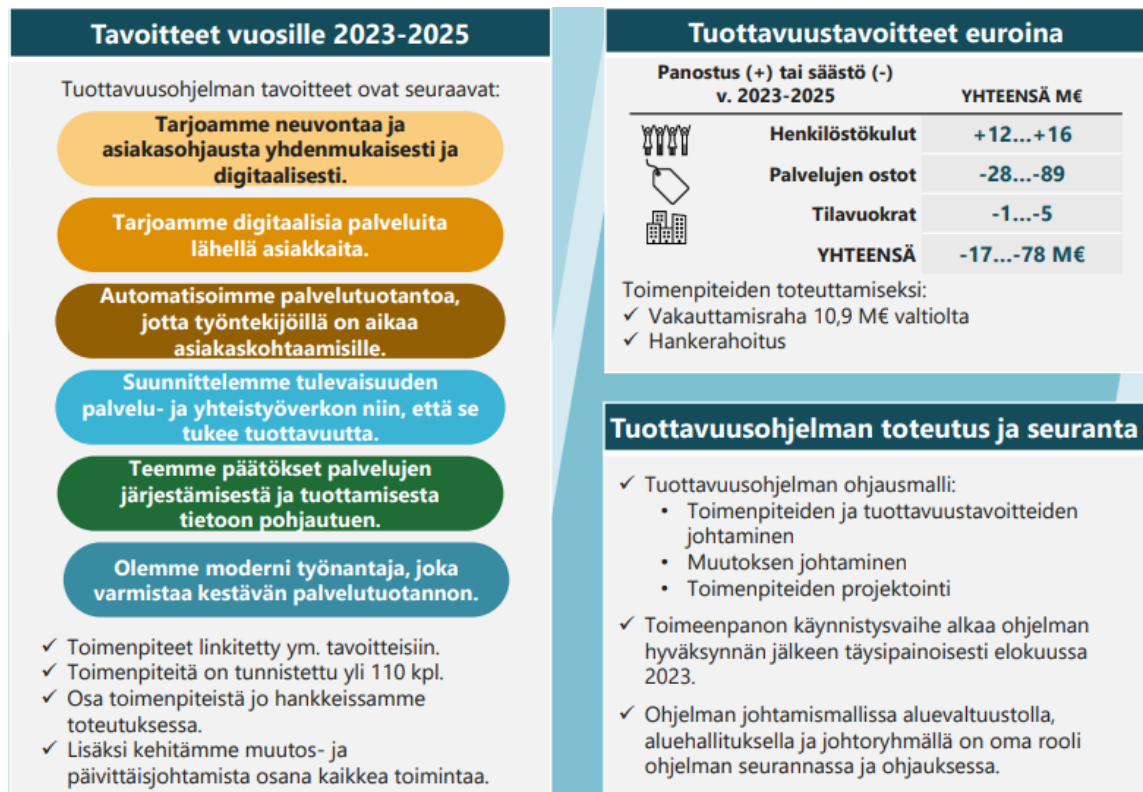 Tavoitteet vuosille 2023-2025
Tuottavuusohjelman tavoitteet ovat seuraavat:
Tarjoamme neuvontaa ja
asiakasohjausta yhdenmukaisesti ja
digitaalisesti.
Tarjoamme digitaalisia palveluita
lähellä asiakkaita.
Automatisoimme palvelutuotantoa,
jotta työntekijöillä on aikaa
asiakaskohtaamisille.
Suunnittelemme tulevaisuuden
palvelu- ja yhteistyöverkon niin, että se
tukee tuottavuutta.
Teemme päätökset palvelujen
järjestämisestä ja tuottamisesta
tietoon pohjautuen.
Olemme moderni työnantaja, joka
varmistaa kestävän palvelutuotannon.
✓ Toimenpiteet linkitetty ym. tavoitteisiin.
✓ Toimenpiteitä on tunnistettu yli 110 kpl.
✓ Osa toimenpiteistä jo hankkeissamme
toteutuksessa.
✓ Lisäksi kehitämme muutos- ja
päivittäisjohtamista osana kaikkea toimintaa.
Tuottavuustavoitteet euroina
Panostus (+) tai säästö (-)
v. 2023-2025 YHTEENSÄ M€
Henkilöstökulut +12...+16
Palvelujen ostot -28...-89
Tilavuokrat -1...-5
YHTEENSÄ -17...-78 M€
Toimenpiteiden toteuttamiseksi:
✓ Vakauttamisraha 10,9 M€ valtiolta
✓ Hankerahoitus
Tuottavuusohjelman toteutus ja seuranta
✓ Tuottavuusohjelman ohjausmalli:
• Toimenpiteiden ja tuottavuustavoitteiden
johtaminen
• Muutoksen johtaminen
• Toimenpiteiden projektointi
✓ Toimeenpanon käynnistysvaihe alkaa ohjelman
hyväksynnän jälkeen täysipainoisesti elokuussa
2023.
✓ Ohjelman johtamismallissa aluevaltuustolla,
aluehallituksella ja johtoryhmällä on oma rooli
ohjelman seurannassa ja ohjauksessa.